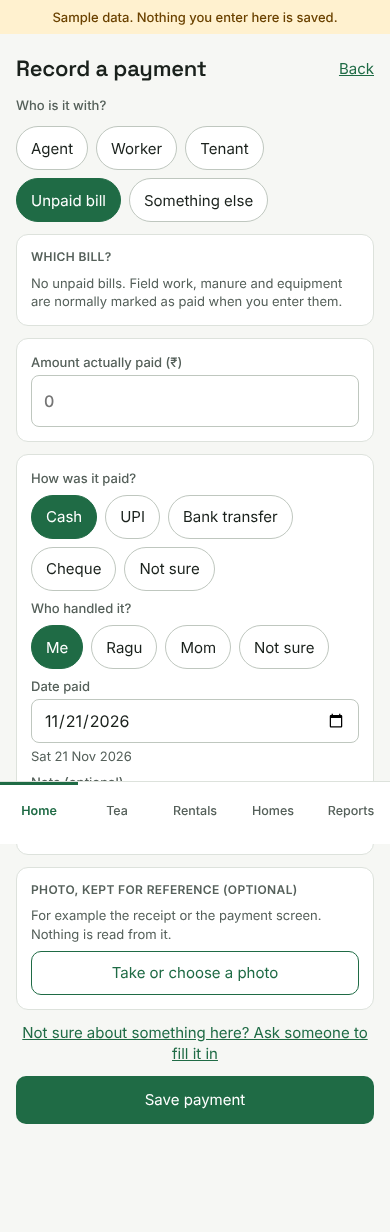 Sample data. Nothing you enter here is saved.
Record a payment
Back
Who is it with?
Agent
Worker
Tenant
Unpaid bill
Something else
WHICH BILL?
No unpaid bills. Field work, manure and equipment
are normally marked as paid when you enter them.
Amount actually paid (₹)
0
How was it paid?
Cash
UPI
Bank transfer
Cheque
Not sure
Who handled it?
Me
Ragu
Mom
Not sure
Date paid
11/21/2026
Sat 21 Nov 2026
Note (optional)
Home
Tea
Rentals
Homes
Reports
PHOTO, KEPT FOR REFERENCE (OPTIONAL)
For example the receipt or the payment screen.
Nothing is read from it.
Take or choose a photo
Not sure about something here? Ask someone to
fill it in
Save payment